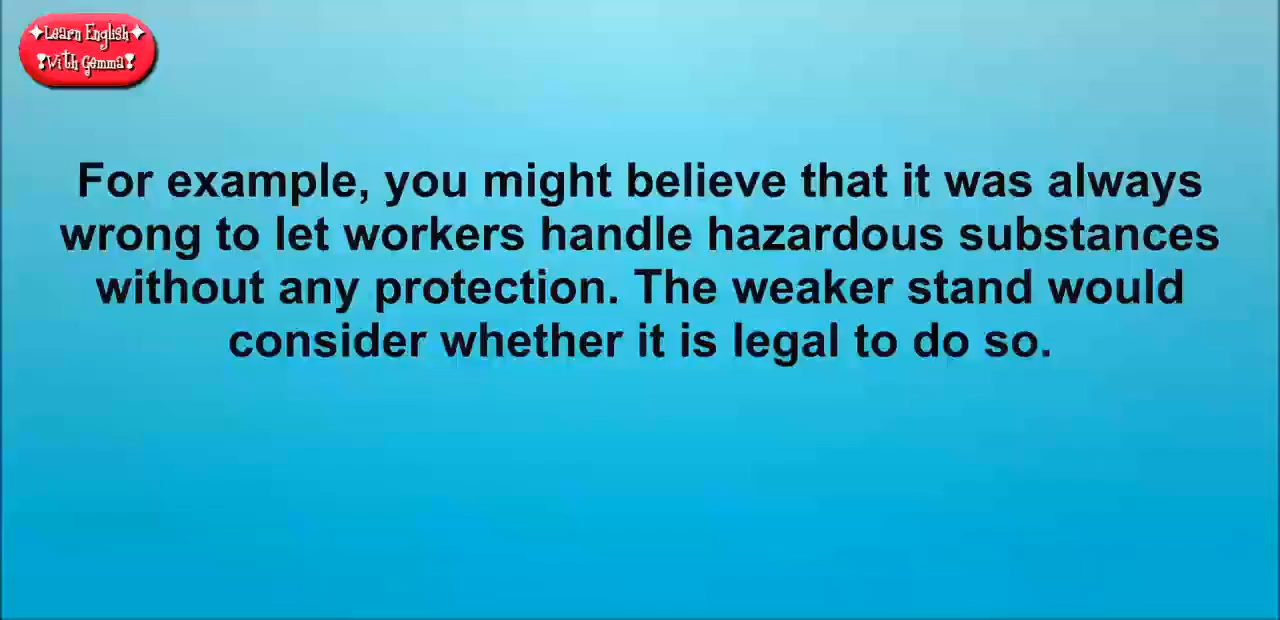 ✦Learn English✦
❣With Gemma❣
For example, you might believe that it was always
wrong to let workers handle hazardous substances
without any protection. The weaker stand would
consider whether it is legal to do so.